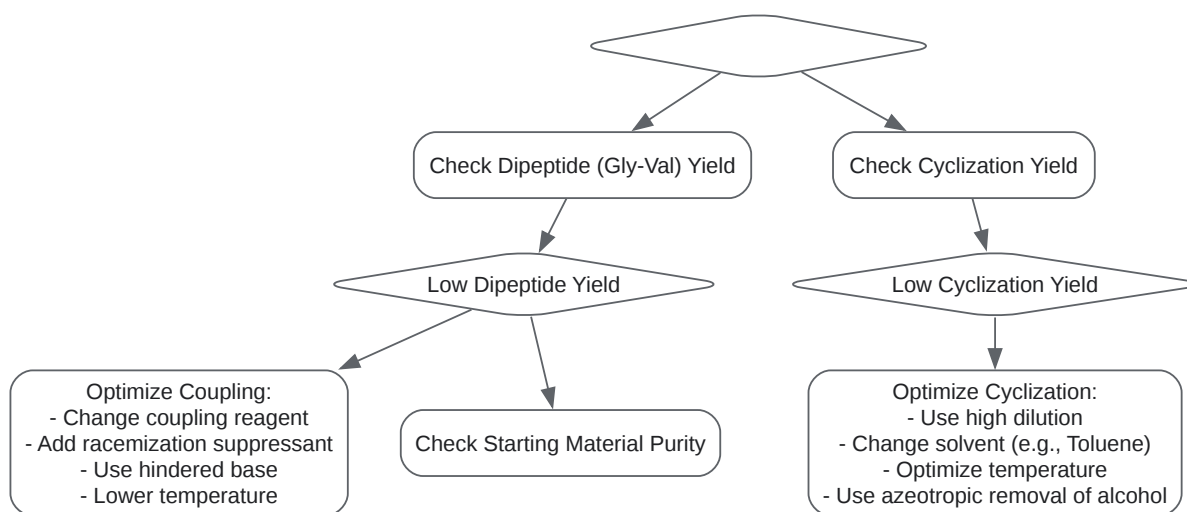 Check Dipeptide (Gly-Val) Yield
Check Cyclization Yield
Low Dipeptide Yield
Low Cyclization Yield
Optimize Coupling:
- Change coupling reagent
- Add racemization suppressant
- Use hindered base
- Lower temperature
Check Starting Material Purity
Optimize Cyclization:
- Use high dilution
- Change solvent (e.g., Toluene)
- Optimize temperature
- Use azeotropic removal of alcohol